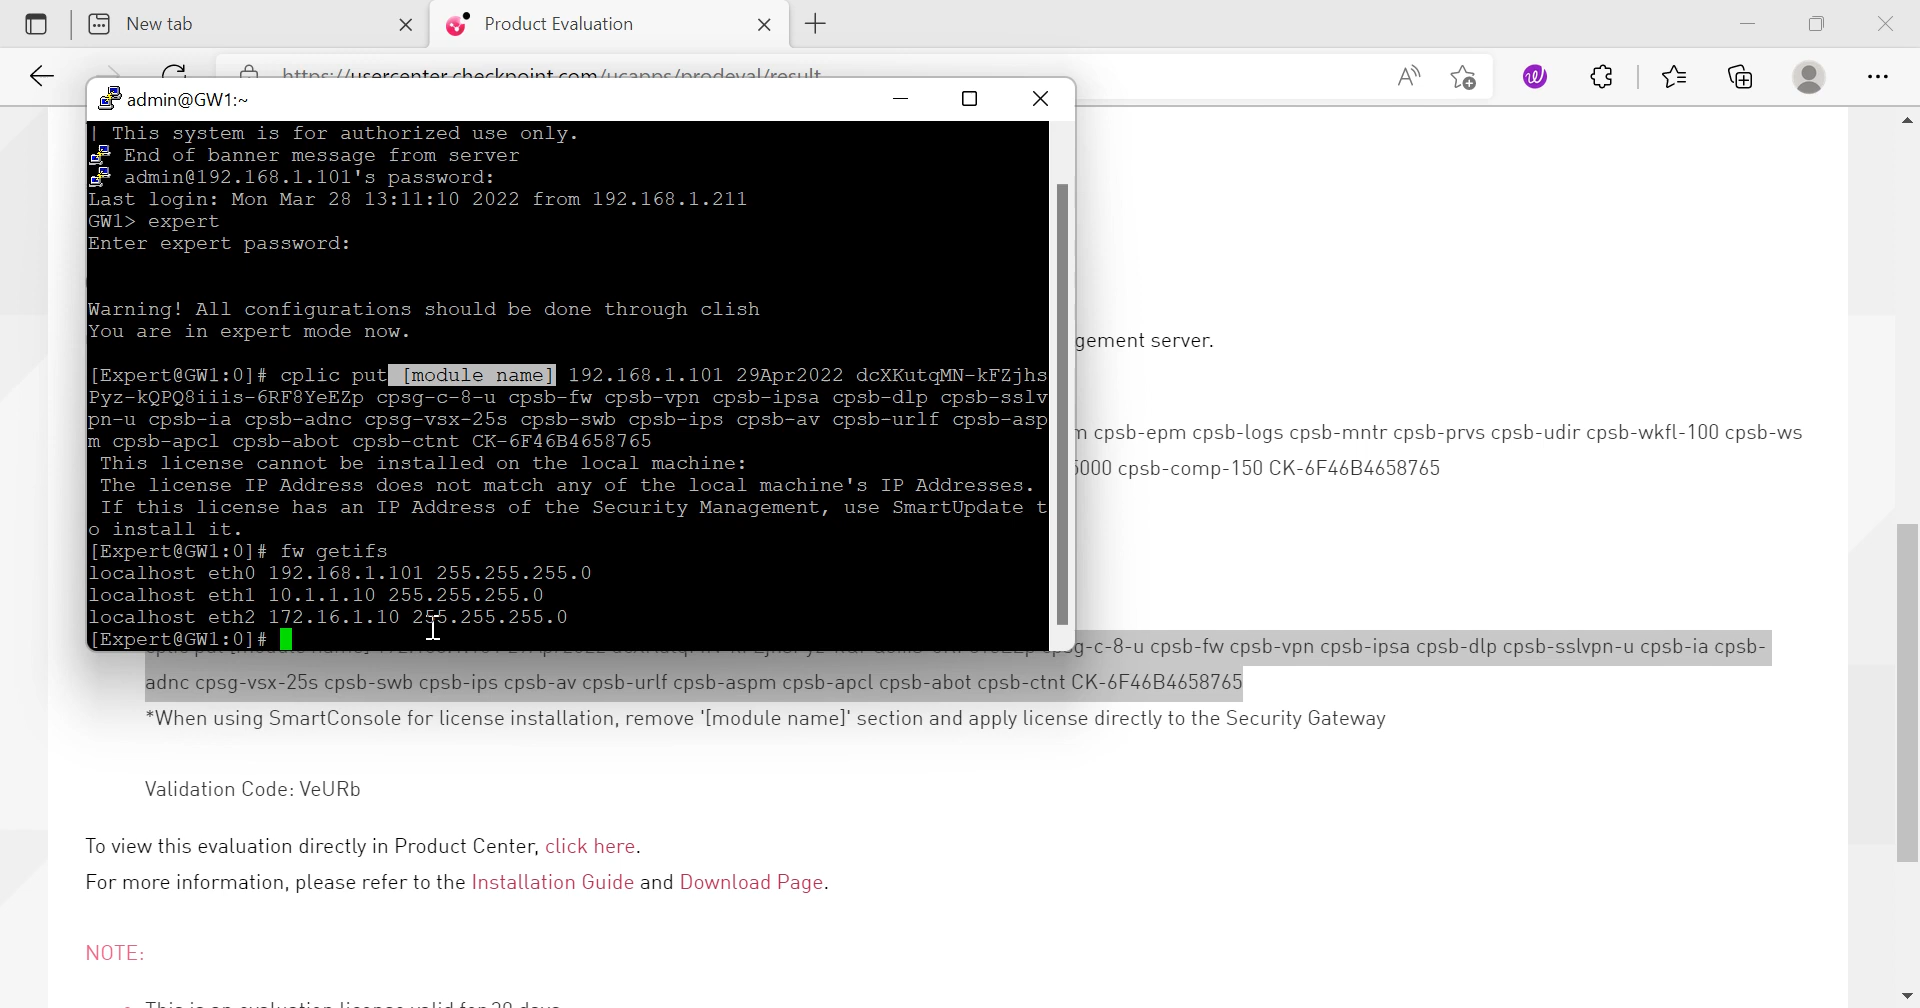 New tab
Product Evaluation
https://usercenter.checkpoint.com/ucapps/prodeval/result
admin@GW1:~
| This system is for authorized use only.
End of banner message from server
admin@192.168.1.101's password:
Last login: Mon Mar 28 13:11:10 2022 from 192.168.1.211
GW1> expert
Enter expert password:
Warning! All configurations should be done through clish
You are in expert mode now.
[Expert@GW1:0]# cplic put [module name] 192.168.1.101 29Apr2022 dcXKutqMN-kFZjhs
Pyz-kQPQ8iiis-6RF8YeEZp cpsg-c-8-u cpsb-fw cpsb-vpn cpsb-ipsa cpsb-dlp cpsb-sslv
pn-u cpsb-ia cpsb-adnc cpsg-vsx-25s cpsb-swb cpsb-ips cpsb-av cpsb-urlf cpsb-asp
m cpsb-apcl cpsb-abot cpsb-ctnt CK-6F46B4658765
This license cannot be installed on the local machine:
The license IP Address does not match any of the local machine's IP Addresses.
If this license has an IP Address of the Security Management, use SmartUpdate t
o install it.
[Expert@GW1:0]# fw getifs
localhost eth0 192.168.1.101 255.255.255.0
localhost eth1 10.1.1.10 255.255.255.0
localhost eth2 172.16.1.10 255.255.255.0
[Expert@GW1:0]#
gement server.
m cpsb-epm cpsb-logs cpsb-mntr cpsb-prvs cpsb-udir cpsb-wkfl-100 cpsb-ws
000 cpsb-comp-150 CK-6F46B4658765
g-c-8-u cpsb-fw cpsb-vpn cpsb-ipsa cpsb-dlp cpsb-sslvpn-u cpsb-ia cpsb-
adnc cpsg-vsx-25s cpsb-swb cpsb-ips cpsb-av cpsb-urlf cpsb-aspm cpsb-apcl cpsb-abot cpsb-ctnt CK-6F46B4658765
*When using SmartConsole for license installation, remove '[module name]' section and apply license directly to the Security Gateway
Validation Code: VeURb
To view this evaluation directly in Product Center, click here.
For more information, please refer to the Installation Guide and Download Page.
NOTE: